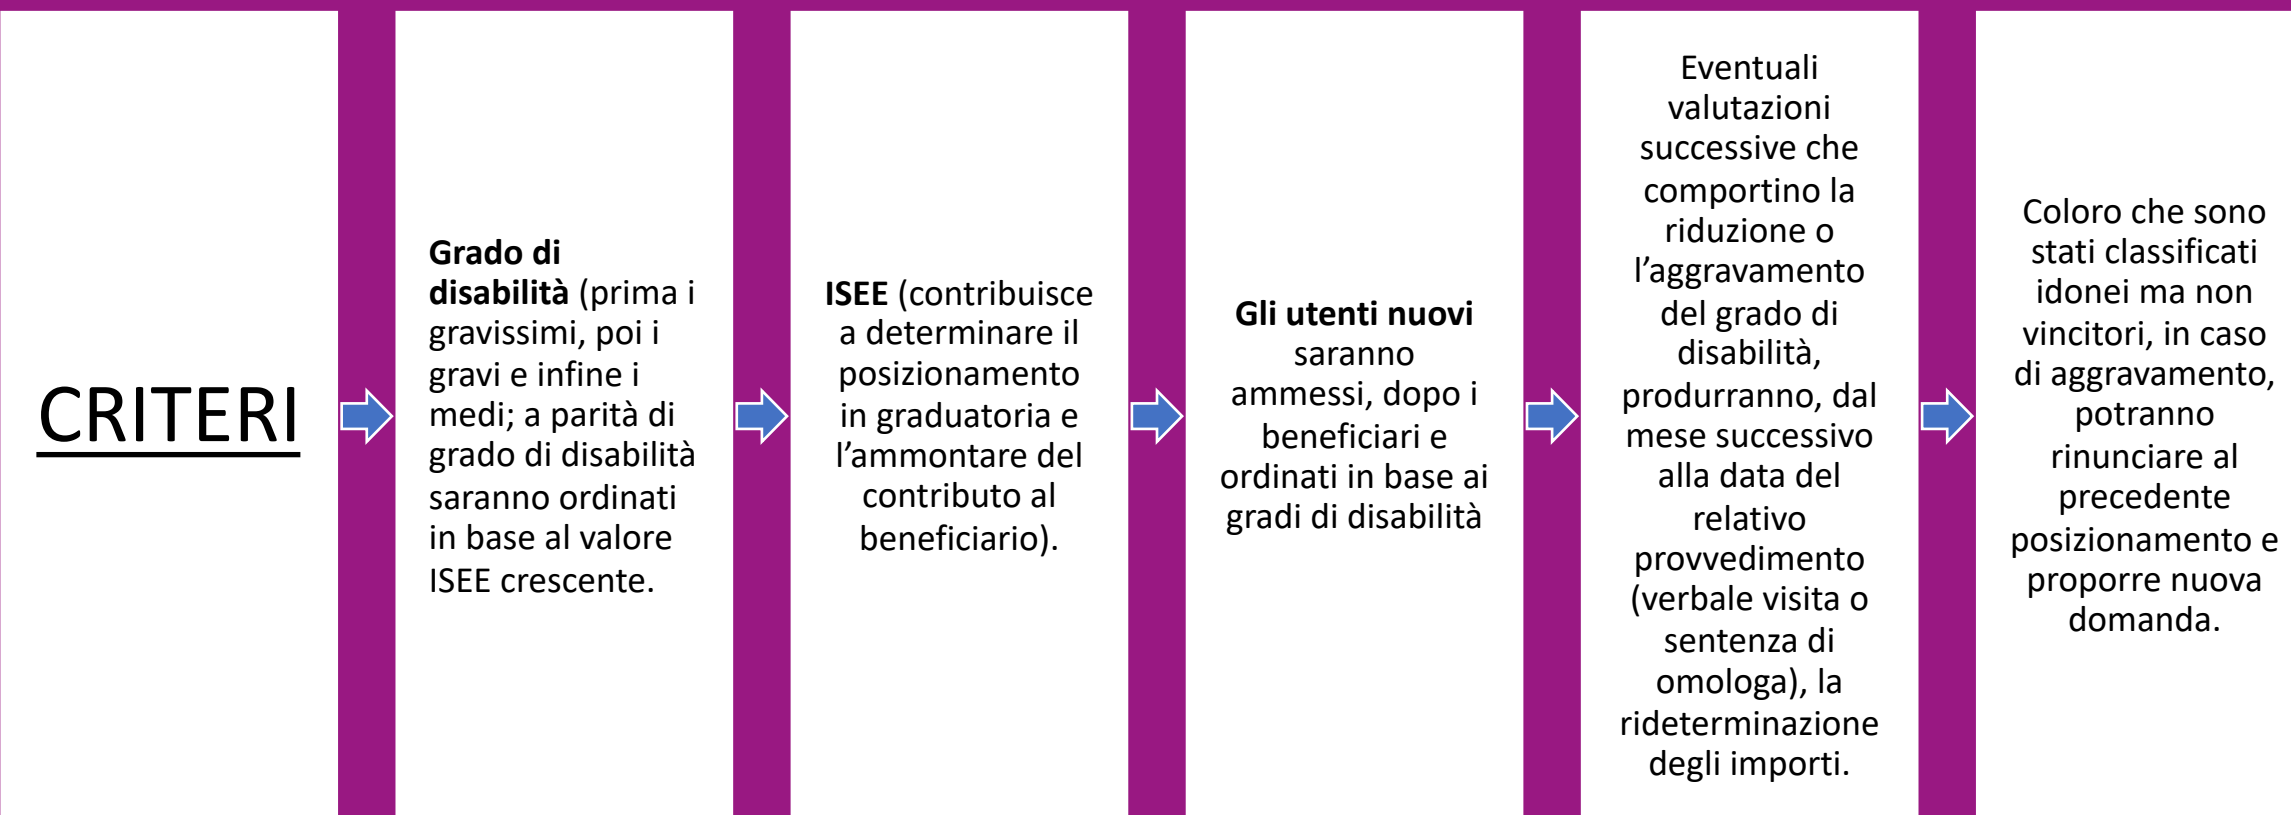 CRITERI
Grado di
disabilità (prima i
gravissimi, poi i
gravi e infine i
medi; a parità di
grado di disabilità
saranno ordinati
in base al valore
ISEE crescente.
ISEE (contribuisce
a determinare il
posizionamento
in graduatoria e
l’ammontare del
contributo al
beneficiario).
Gli utenti nuovi
saranno
ammessi, dopo i
beneficiari e
ordinati in base ai
gradi di disabilità
Eventuali
valutazioni
successive che
comportino la
riduzione o
l’aggravamento
del grado di
disabilità,
produrranno, dal
mese successivo
alla data del
relativo
provvedimento
(verbale visita o
sentenza di
omologa), la
rideterminazione
degli importi.
Coloro che sono
stati classificati
idonei ma non
vincitori, in caso
di aggravamento,
potranno
rinunciare al
precedente
posizionamento e
proporre nuova
domanda.